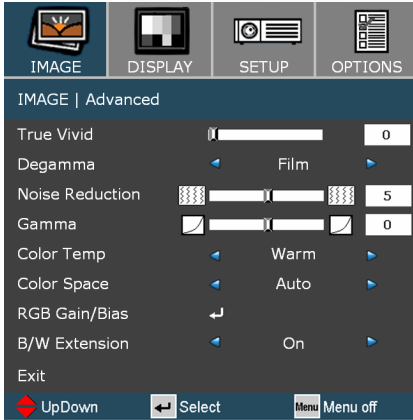 IMAGE DISPLAY SETUP OPTIONS
IMAGE | Advanced
True Vivid 0
Degamma Film
Noise Reduction 5
Gamma 0
Color Temp Warm
Color Space Auto
RGB Gain/Bias
B/W Extension On
Exit
UpDown Select Menu Menu off